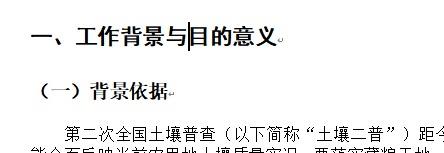 一、工作背景与目的意义
（一）背景依据
第二次全国土壤普查（以下简称“土壤二普”）距今